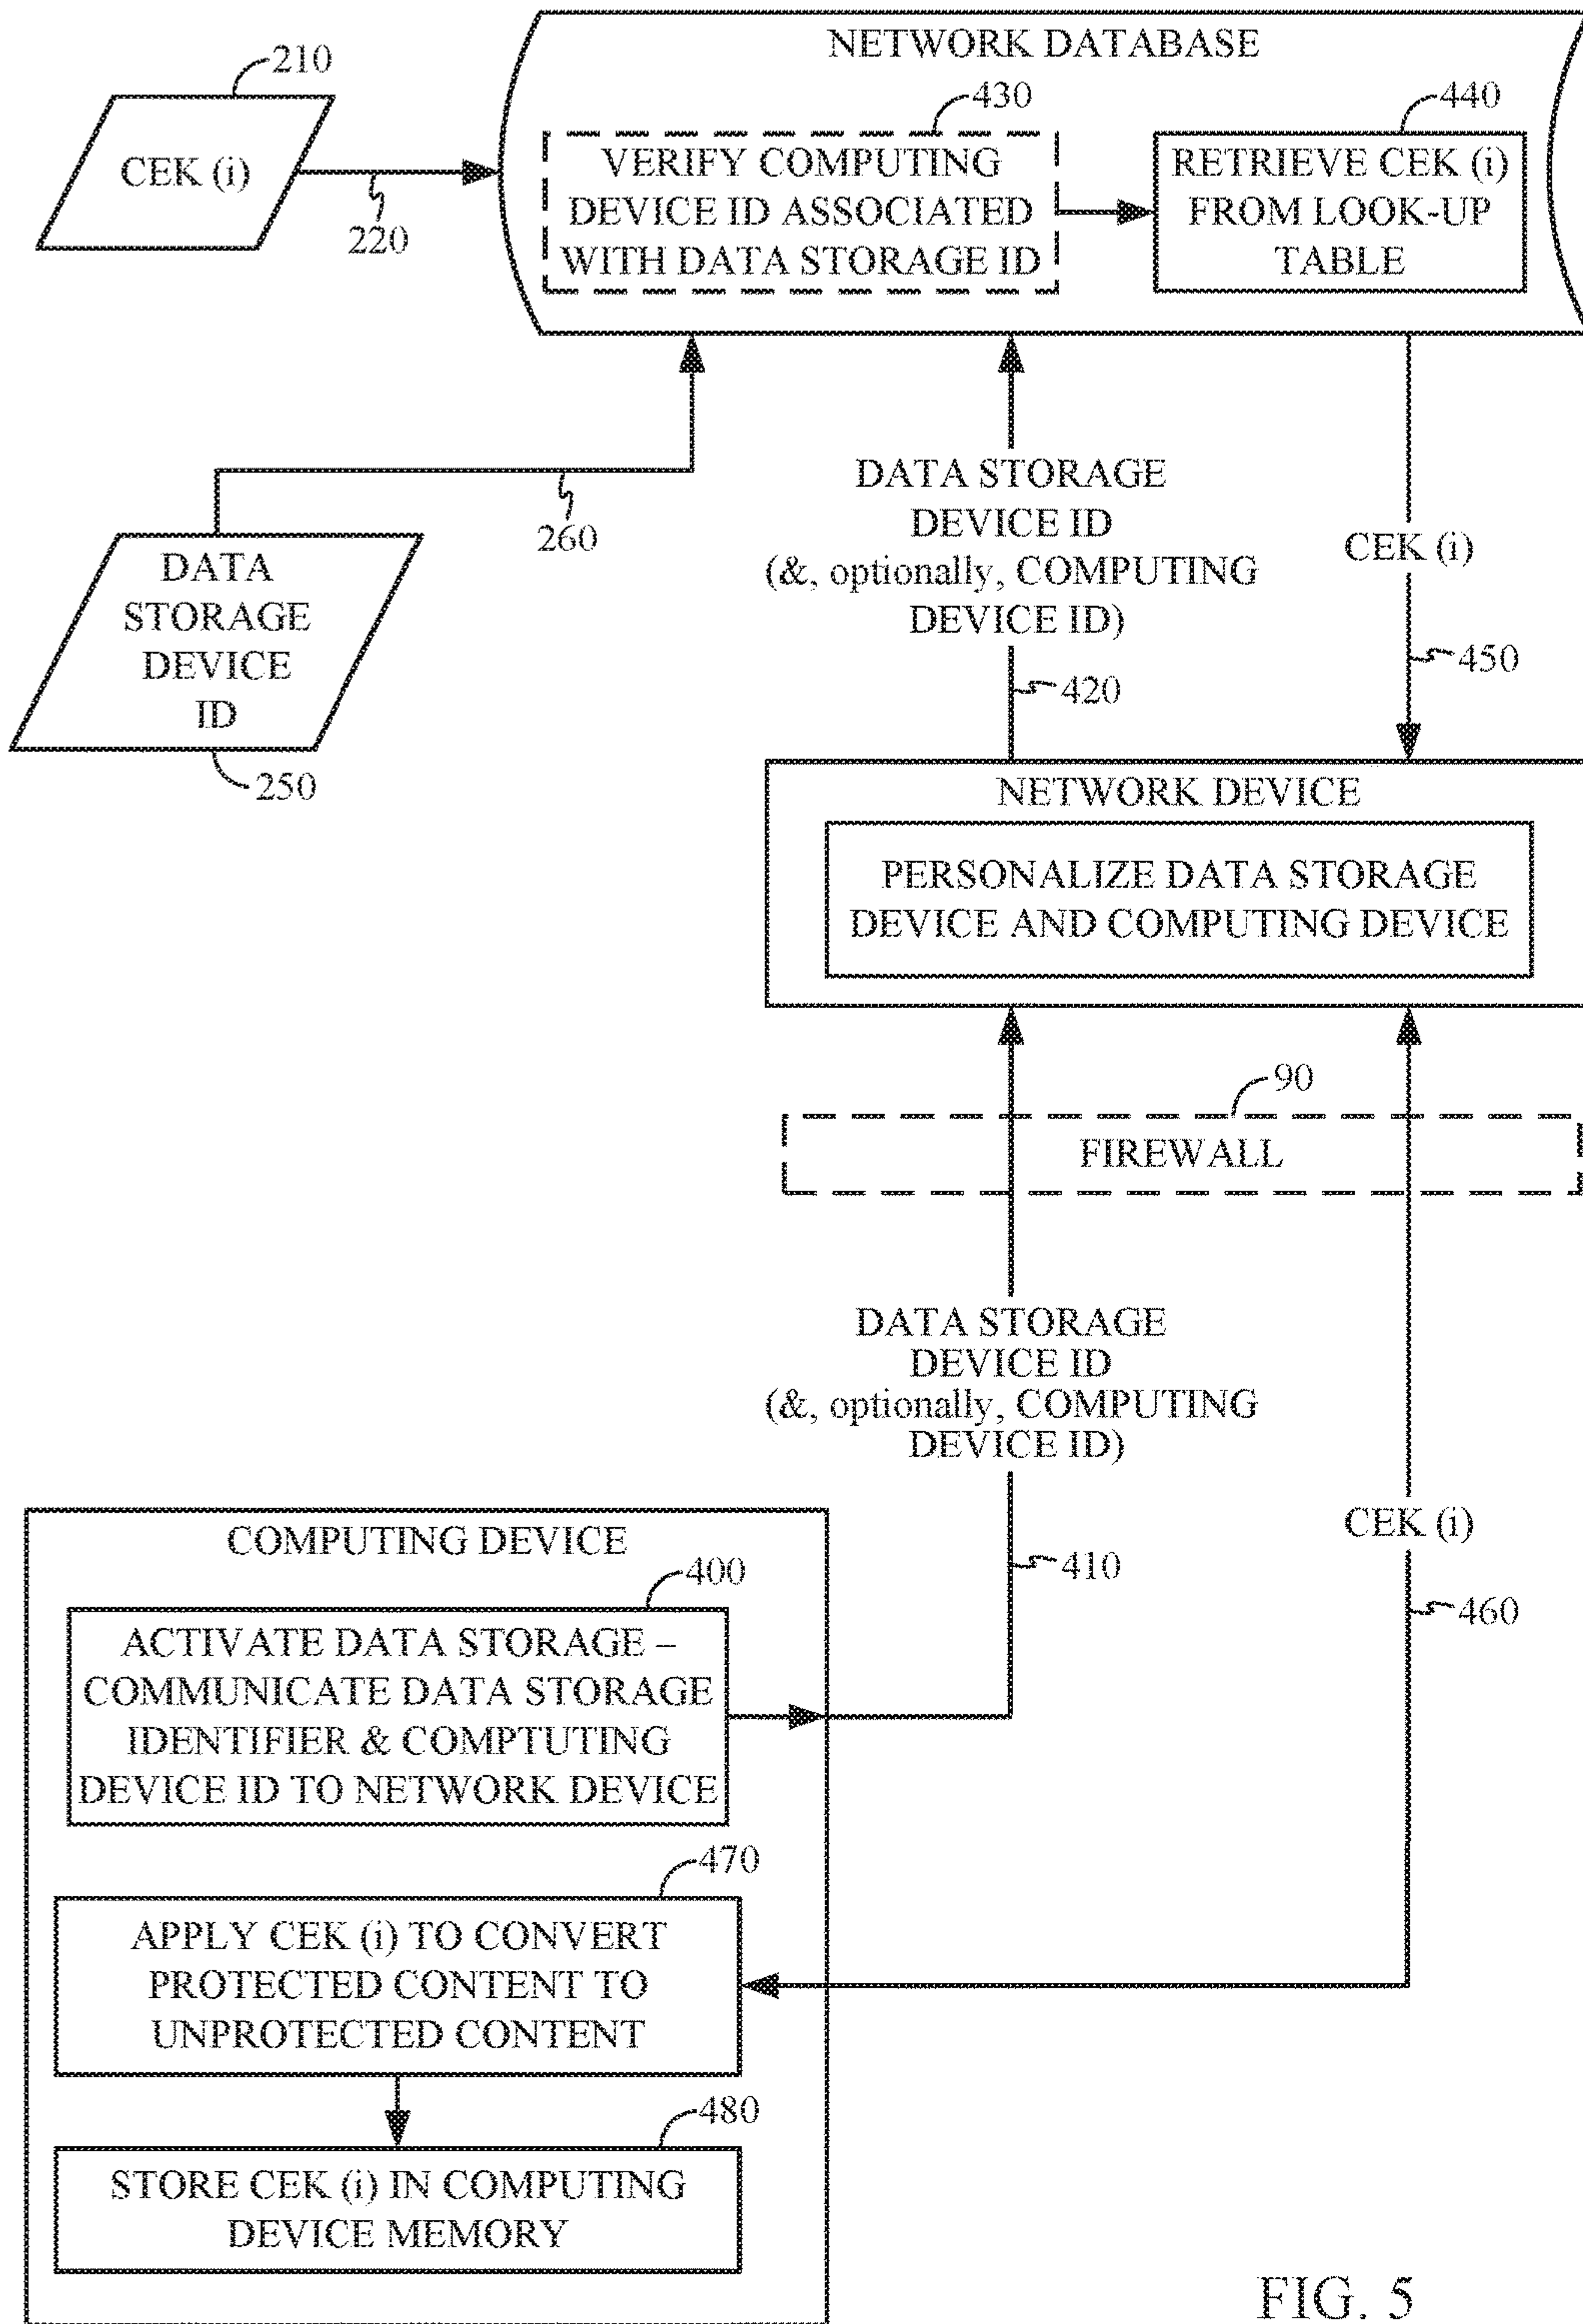 NETWORK DATABASE
210
430
440
CEK (i)
220
VERIFY COMPUTING
DEVICE ID ASSOCIATED
WITH DATA STORAGE ID
RETRIEVE CEK (i)
FROM LOOK-UP
TABLE
260
DATA
STORAGE
DEVICE
ID
250
DATA STORAGE
DEVICE ID
(&, optionally, COMPUTING
DEVICE ID)
420
CEK (i)
450
NETWORK DEVICE
PERSONALIZE DATA STORAGE
DEVICE AND COMPUTING DEVICE
90
FIREWALL
DATA STORAGE
DEVICE ID
(&, optionally, COMPUTING
DEVICE ID)
410
CEK (i)
460
COMPUTING DEVICE
400
ACTIVATE DATA STORAGE –
COMMUNICATE DATA STORAGE
IDENTIFIER & COMPTUTING
DEVICE ID TO NETWORK DEVICE
470
APPLY CEK (i) TO CONVERT
PROTECTED CONTENT TO
UNPROTECTED CONTENT
480
STORE CEK (i) IN COMPUTING
DEVICE MEMORY
FIG. 5